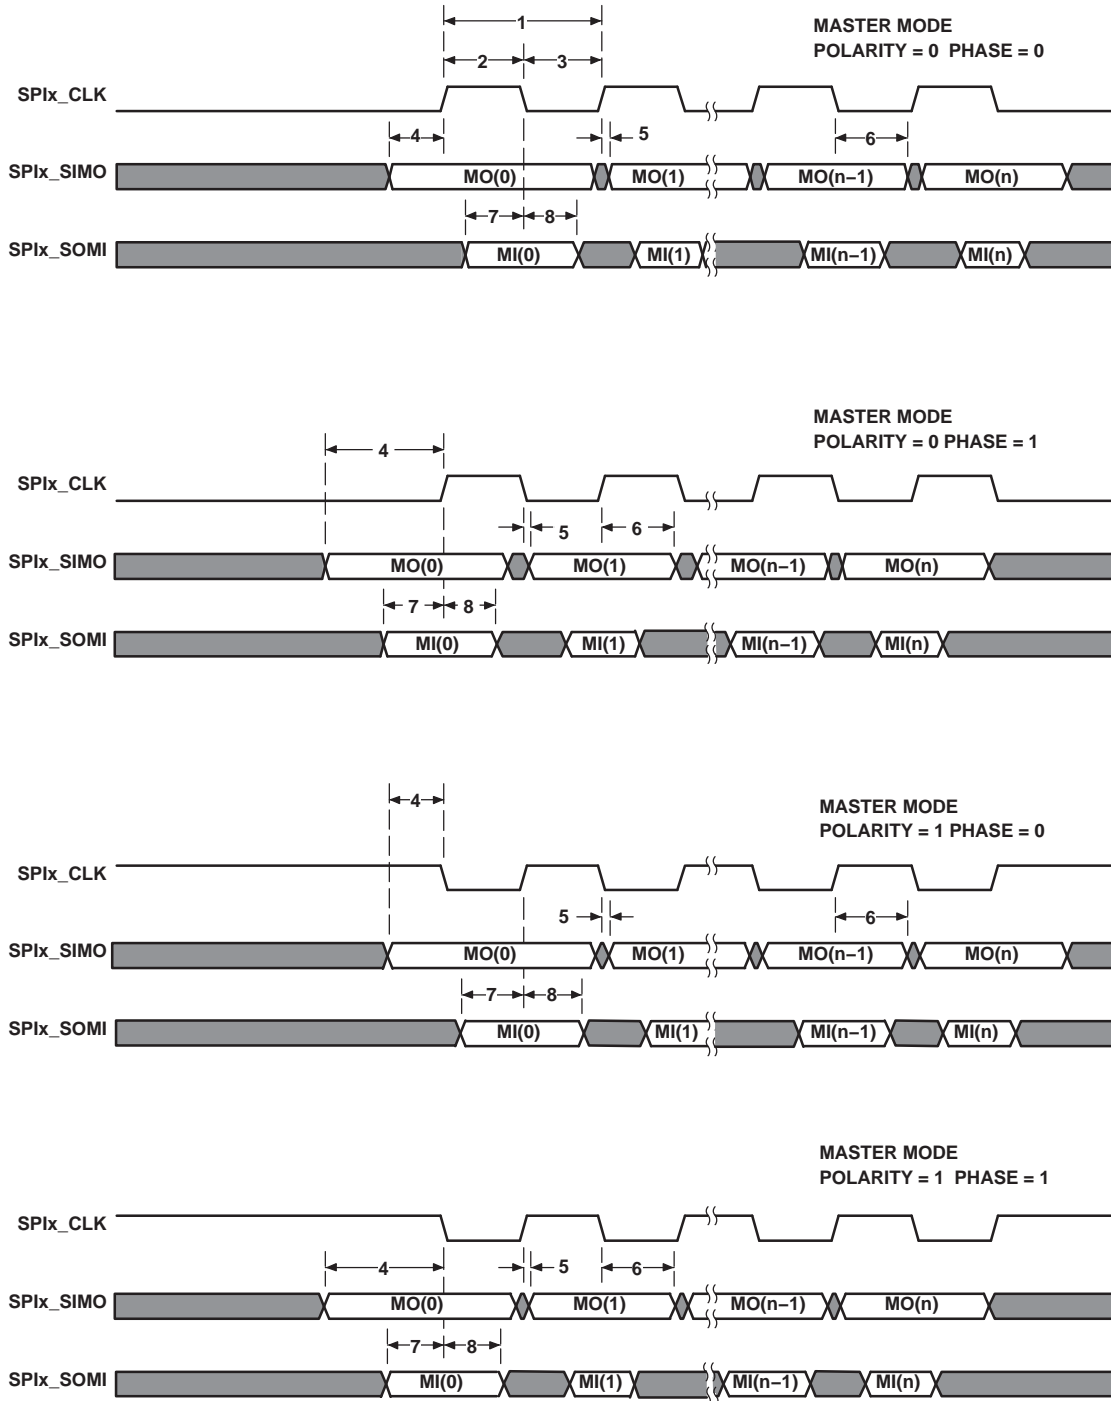 1
MASTER MODE
POLARITY = 0 PHASE = 0
2 3
SPIx_CLK
4 5 6
SPIx_SIMO MO(0) MO(1) MO(n−1) MO(n)
7 8
SPIx_SOMI MI(0) MI(1) MI(n−1) MI(n)
MASTER MODE
POLARITY = 0 PHASE = 1
4
SPIx_CLK
5 6
SPIx_SIMO MO(0) MO(1) MO(n−1) MO(n)
7 8
SPIx_SOMI MI(0) MI(1) MI(n−1) MI(n)
4
MASTER MODE
POLARITY = 1 PHASE = 0
SPIx_CLK
5 6
SPIx_SIMO MO(0) MO(1) MO(n−1) MO(n)
7 8
SPIx_SOMI MI(0) MI(1) MI(n−1) MI(n)
MASTER MODE
POLARITY = 1 PHASE = 1
SPIx_CLK
4 5 6
SPIx_SIMO MO(0) MO(1) MO(n−1) MO(n)
7 8
SPIx_SOMI MI(0) MI(1) MI(n−1) MI(n)